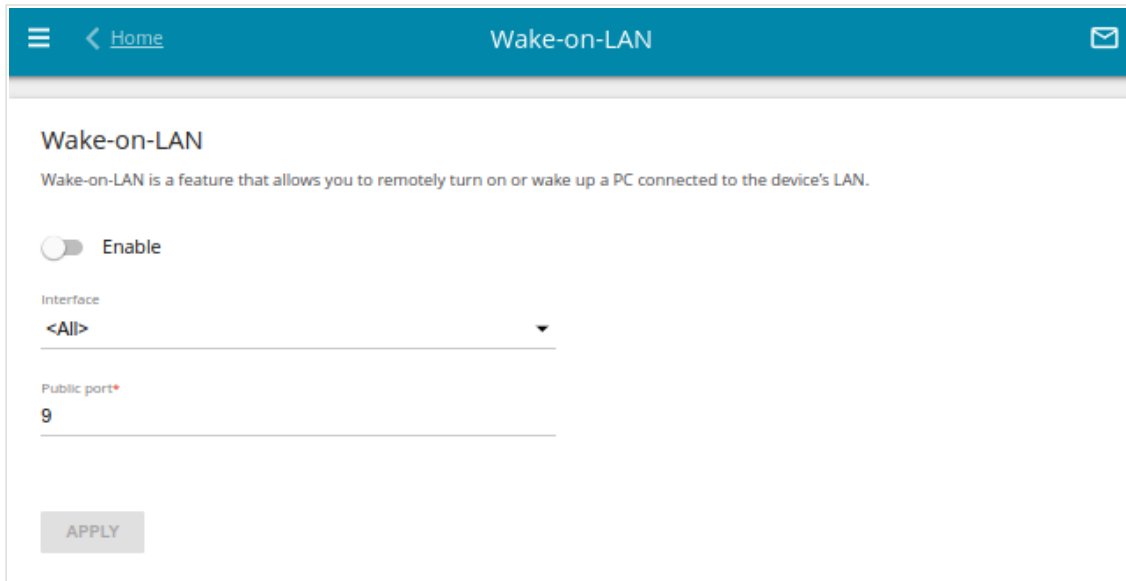 Home
Wake-on-LAN
Wake-on-LAN
Wake-on-LAN is a feature that allows you to remotely turn on or wake up a PC connected to the device's LAN.
Enable
Interface
<All>
Public port*
9
APPLY